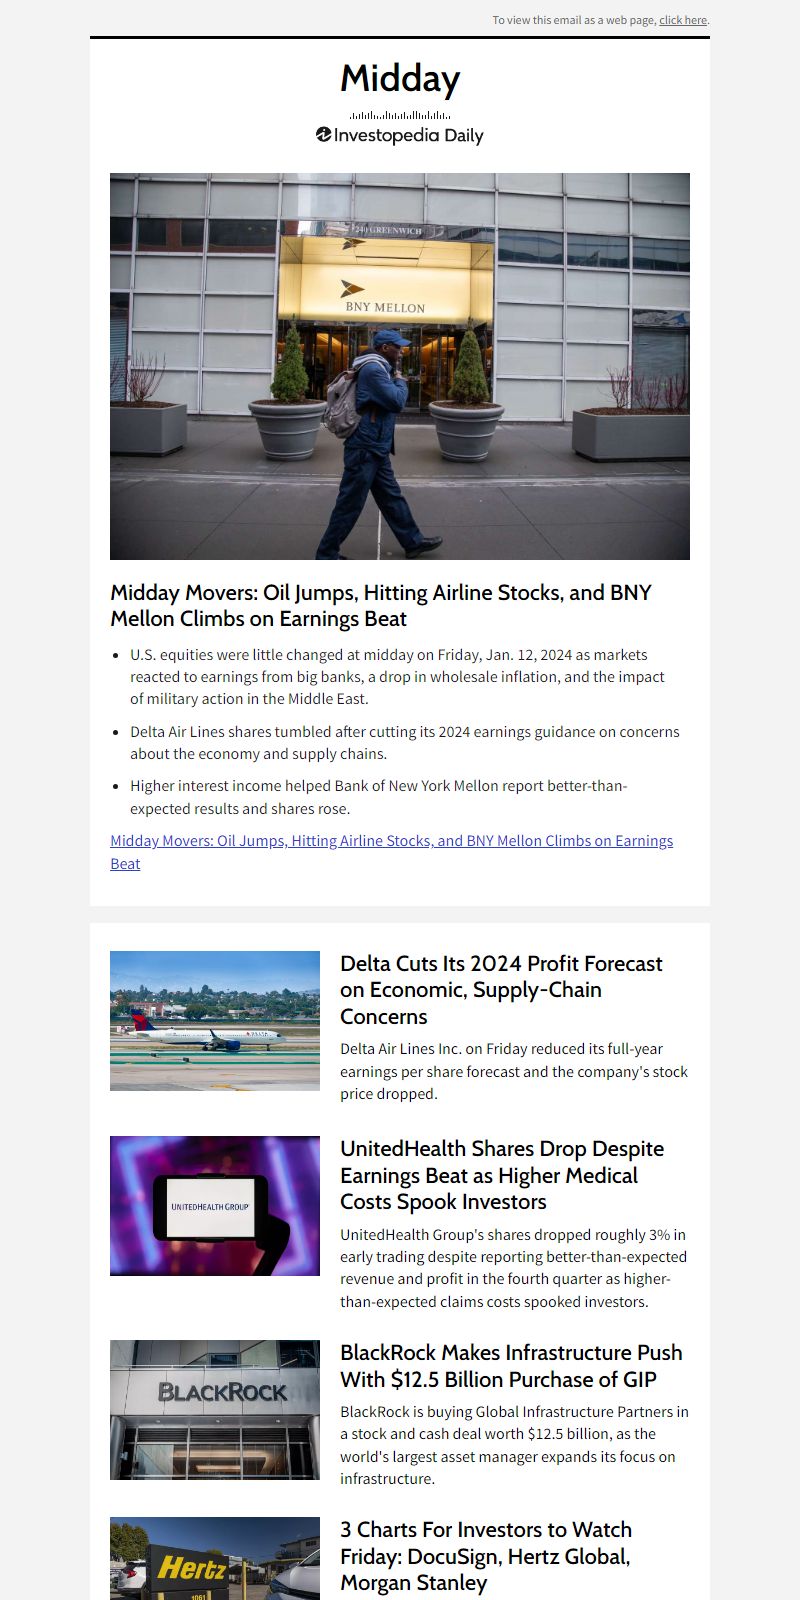 To view this email as a web page, click here.
Midday
Investopedia Daily
240 GREENWICH
BNY MELLON
Midday Movers: Oil Jumps, Hitting Airline Stocks, and BNY
Mellon Climbs on Earnings Beat
• U.S. equities were little changed at midday on Friday, Jan. 12, 2024 as markets
reacted to earnings from big banks, a drop in wholesale inflation, and the impact
of military action in the Middle East.
• Delta Air Lines shares tumbled after cutting its 2024 earnings guidance on concerns
about the economy and supply chains.
• Higher interest income helped Bank of New York Mellon report better-than-
expected results and shares rose.
Midday Movers: Oil Jumps, Hitting Airline Stocks, and BNY Mellon Climbs on Earnings
Beat
Delta Cuts Its 2024 Profit Forecast
on Economic, Supply-Chain
Concerns
Delta Air Lines Inc. on Friday reduced its full-year
earnings per share forecast and the company's stock
price dropped.
UNITEDHEALTH GROUP
UnitedHealth Shares Drop Despite
Earnings Beat as Higher Medical
Costs Spook Investors
UnitedHealth Group's shares dropped roughly 3% in
early trading despite reporting better-than-expected
revenue and profit in the fourth quarter as higher-
than-expected claims costs spooked investors.
BLACKROCK
BlackRock Makes Infrastructure Push
With $12.5 Billion Purchase of GIP
BlackRock is buying Global Infrastructure Partners in
a stock and cash deal worth $12.5 billion, as the
world's largest asset manager expands its focus on
infrastructure.
Hertz
1061
3 Charts For Investors to Watch
Friday: DocuSign, Hertz Global,
Morgan Stanley